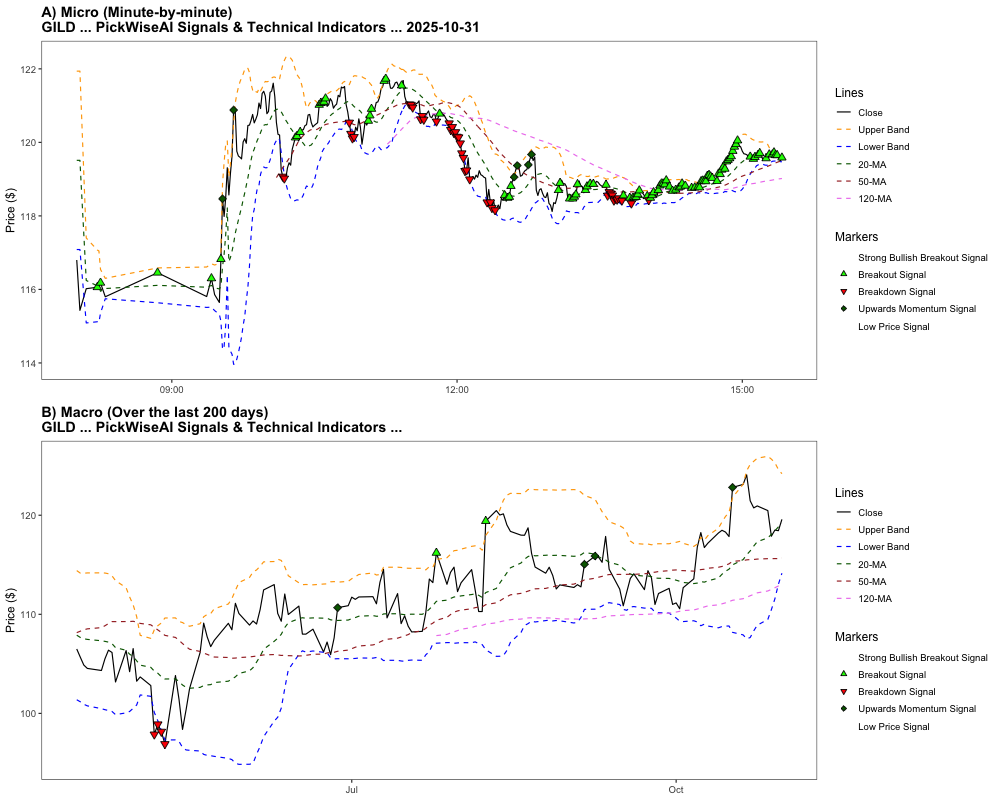 A) Micro (Minute-by-minute)
GILD ... PickWiseAI Signals & Technical Indicators ... 2025-10-31
Price ($)
122
120
118
116
114
09:00
12:00
15:00
Lines
Close
Upper Band
Lower Band
20-MA
50-MA
120-MA
Markers
Strong Bullish Breakout Signal
Breakout Signal
Breakdown Signal
Upwards Momentum Signal
Low Price Signal
B) Macro (Over the last 200 days)
GILD ... PickWiseAI Signals & Technical Indicators ...
Price ($)
120
110
100
Jul
Oct
Lines
Close
Upper Band
Lower Band
20-MA
50-MA
120-MA
Markers
Strong Bullish Breakout Signal
Breakout Signal
Breakdown Signal
Upwards Momentum Signal
Low Price Signal